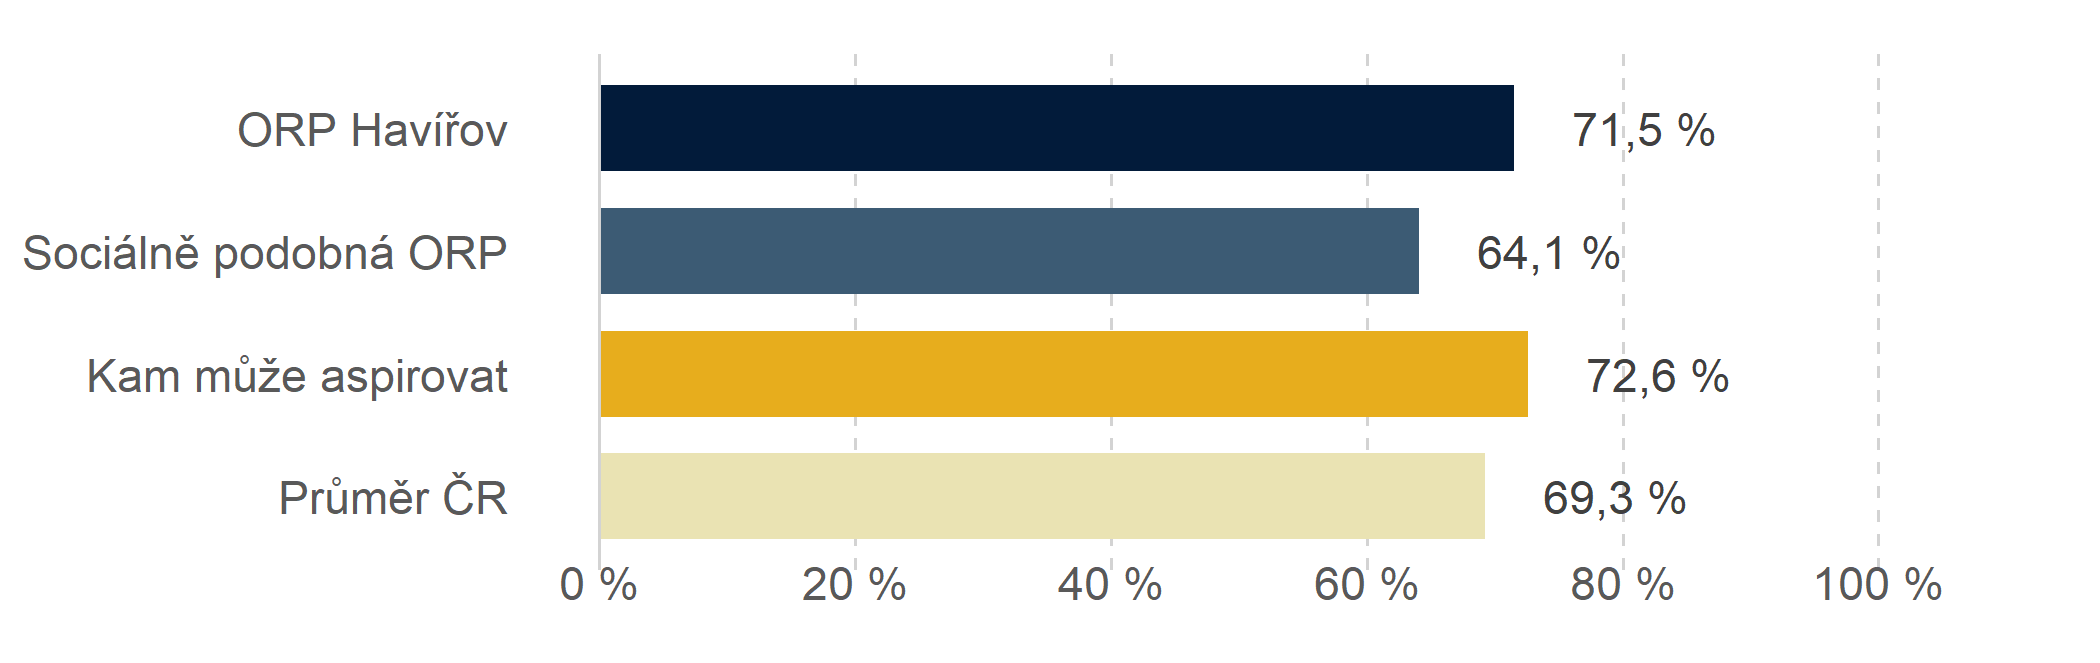 ORP Havířov
71,5 %
Sociálně podobná ORP
64,1 %
Kam může aspirovat
72,6 %
Průměr ČR
69,3 %
0 %
20 %
40 %
60 %
80 %
100 %